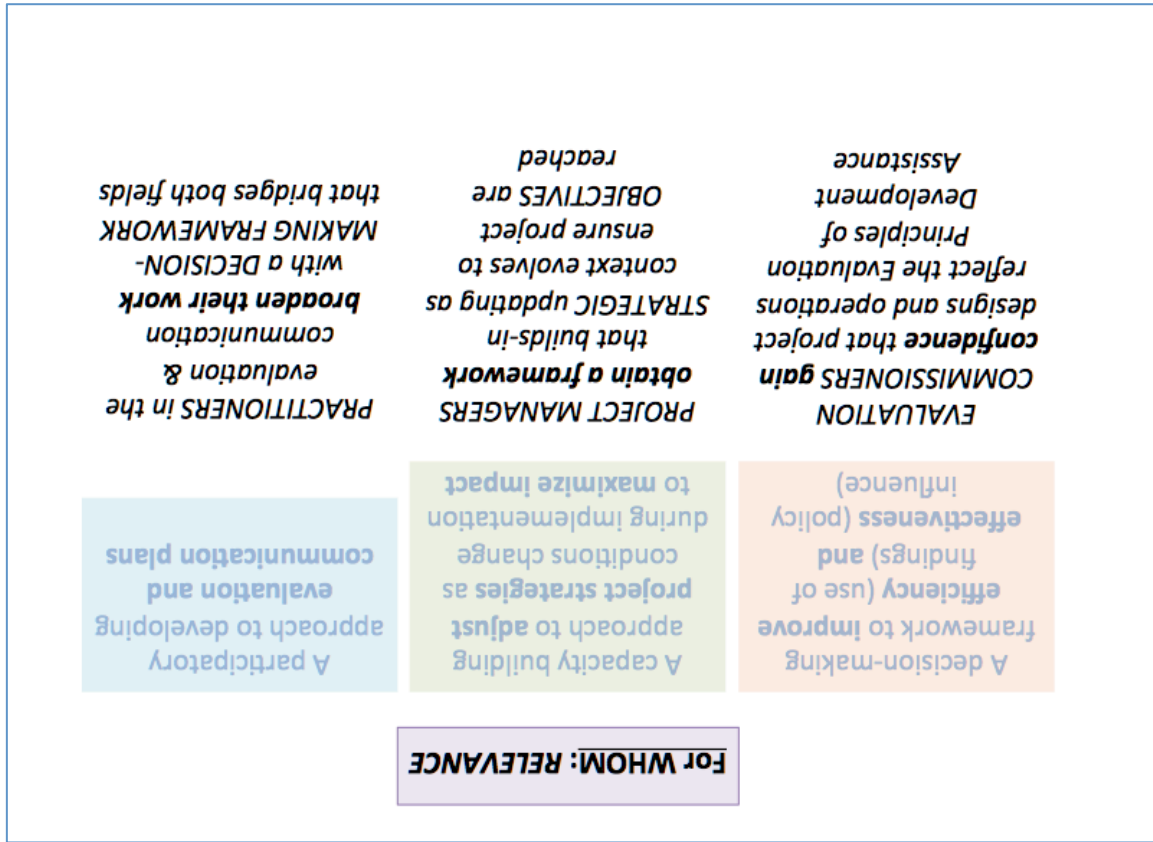 For WHOM: RELEVANCE
A decision-making
framework to improve
efficiency (use of
findings) and
effectiveness (policy
influence)
EVALUATION
COMMISSIONERS gain
confidence that project
designs and operations
reflect the Evaluation
Principles of
Development
Assistance
A capacity building
approach to adjust
project strategies as
conditions change
during implementation
to maximize impact
PROJECT MANAGERS
obtain a framework
that builds-in
STRATEGIC updating as
context evolves to
ensure project
OBJECTIVES are
reached
A participatory
approach to developing
evaluation and
communication plans
PRACTITIONERS in the
evaluation &
communication
broaden their work
with a DECISION-
MAKING FRAMEWORK
that bridges both fields